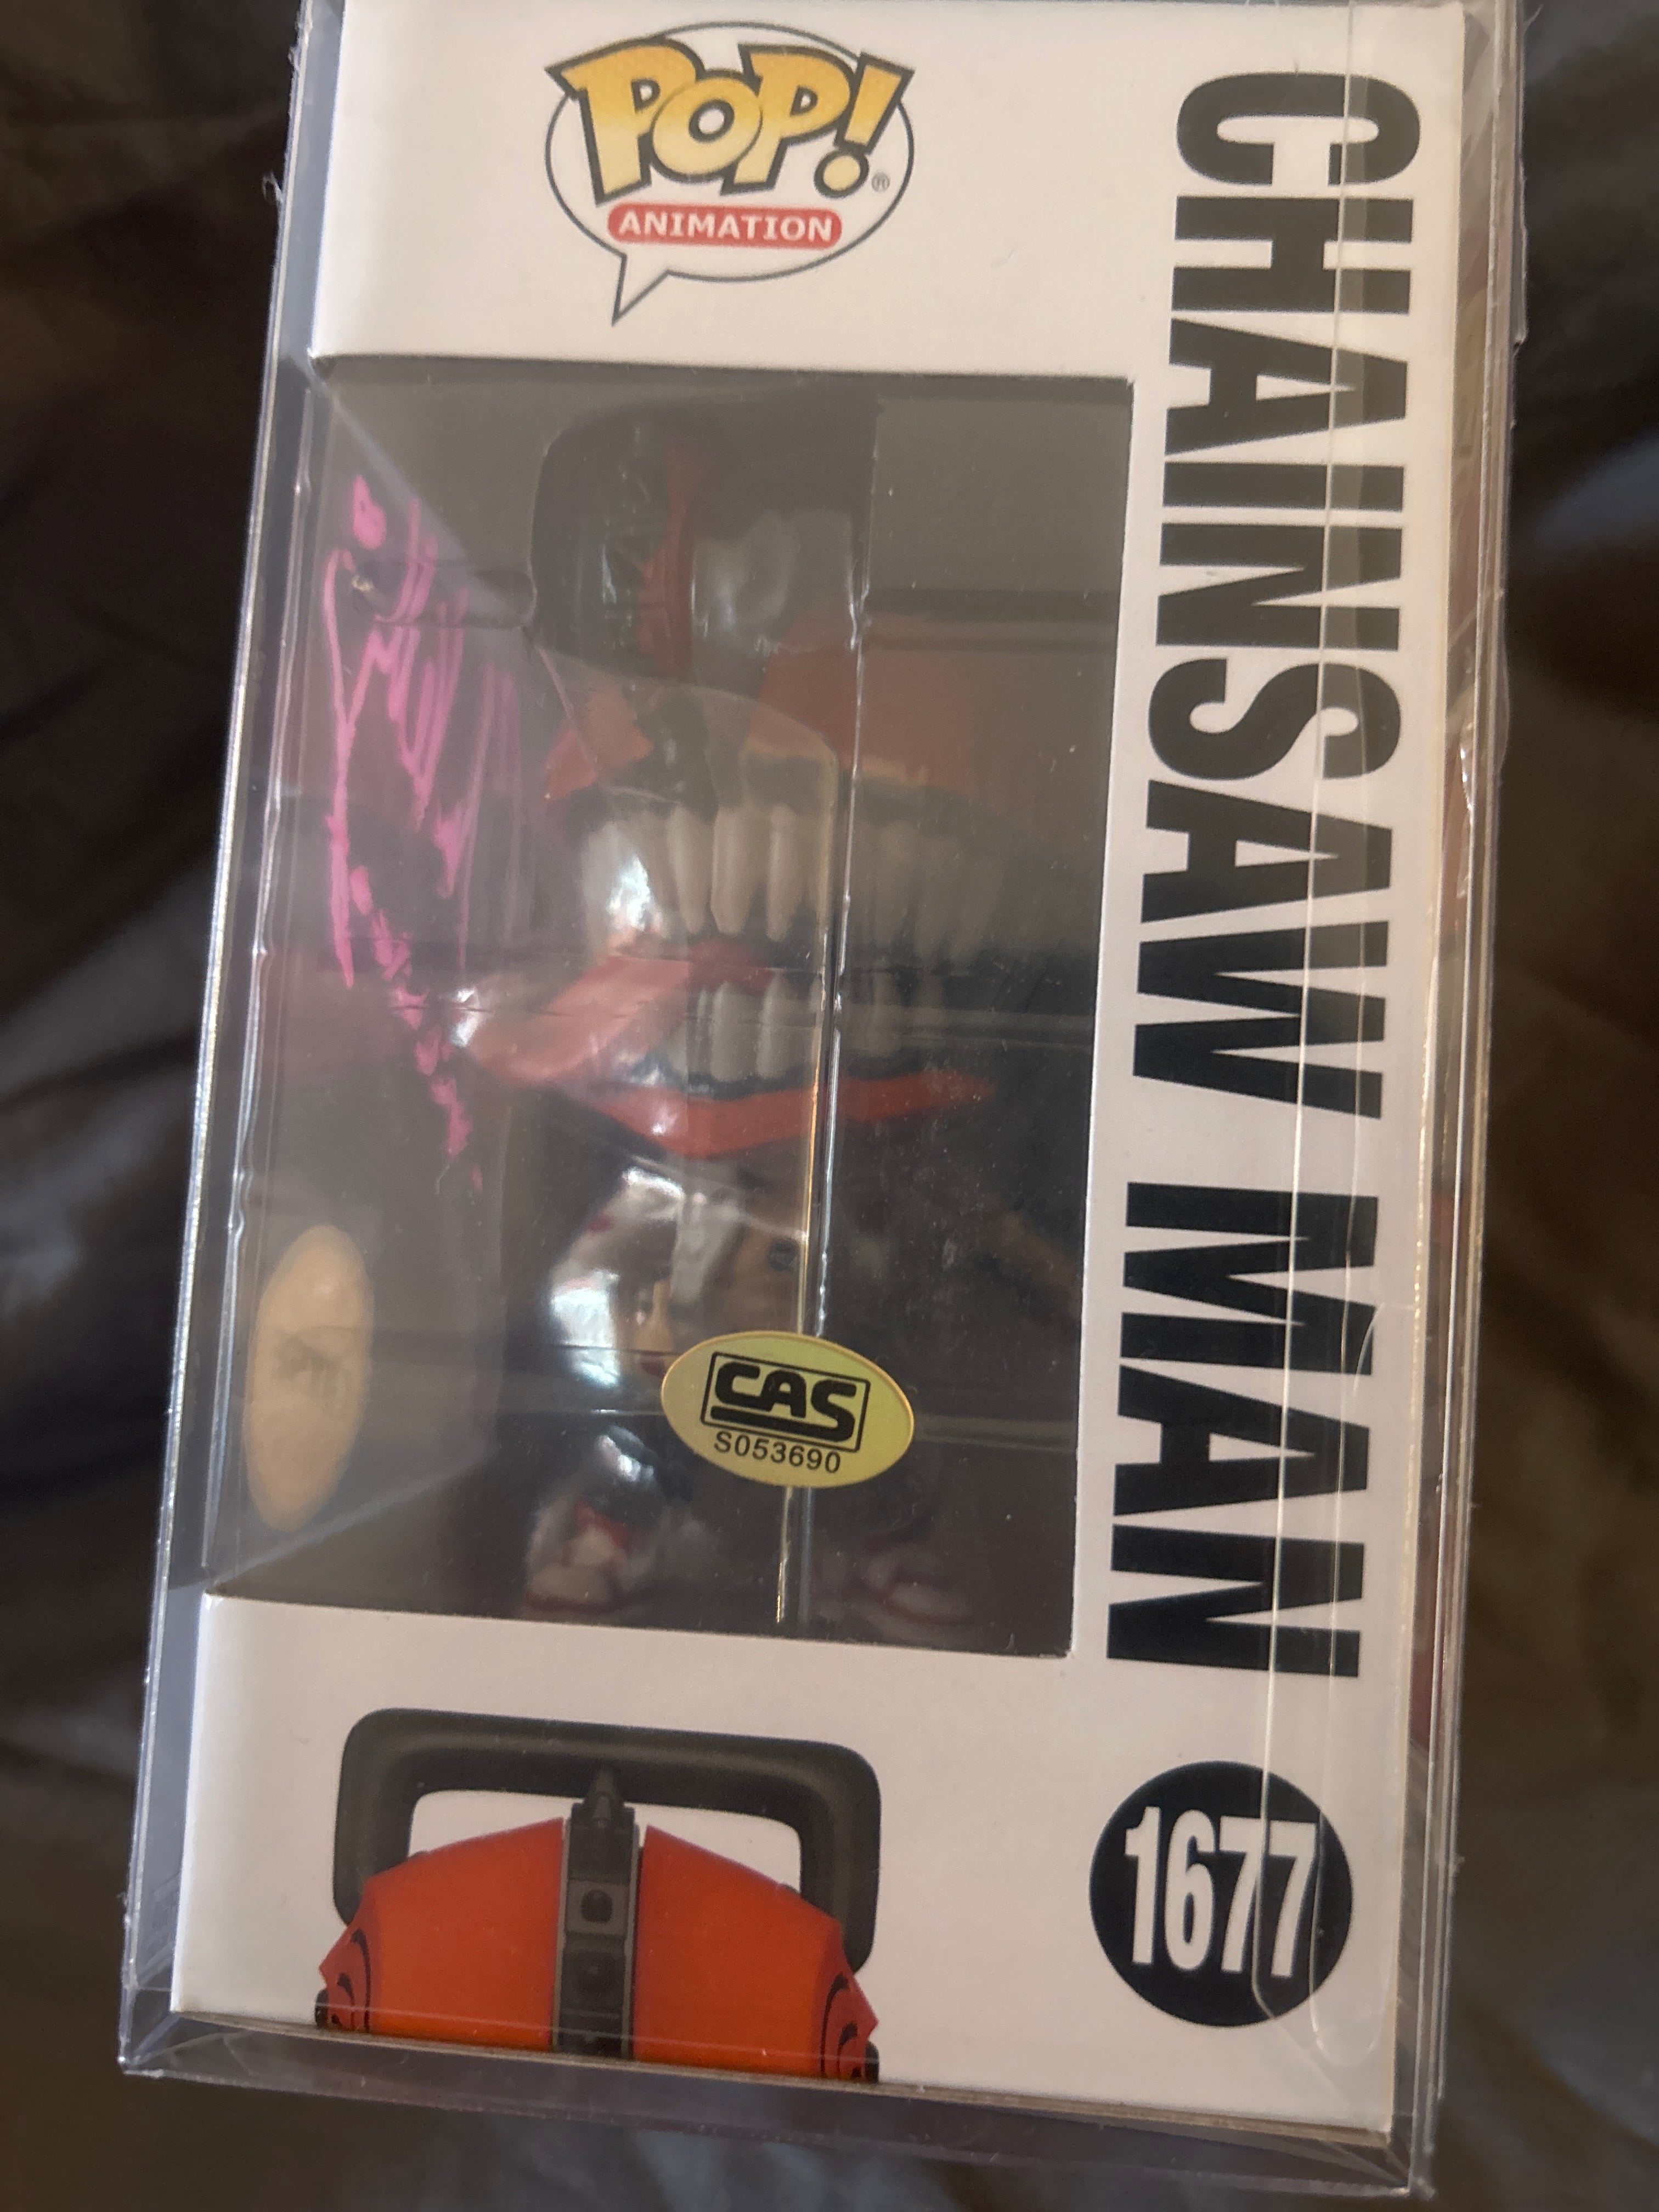 POP!®
ANIMATION
CHAINSAW MAN
CAS
S053690
1677